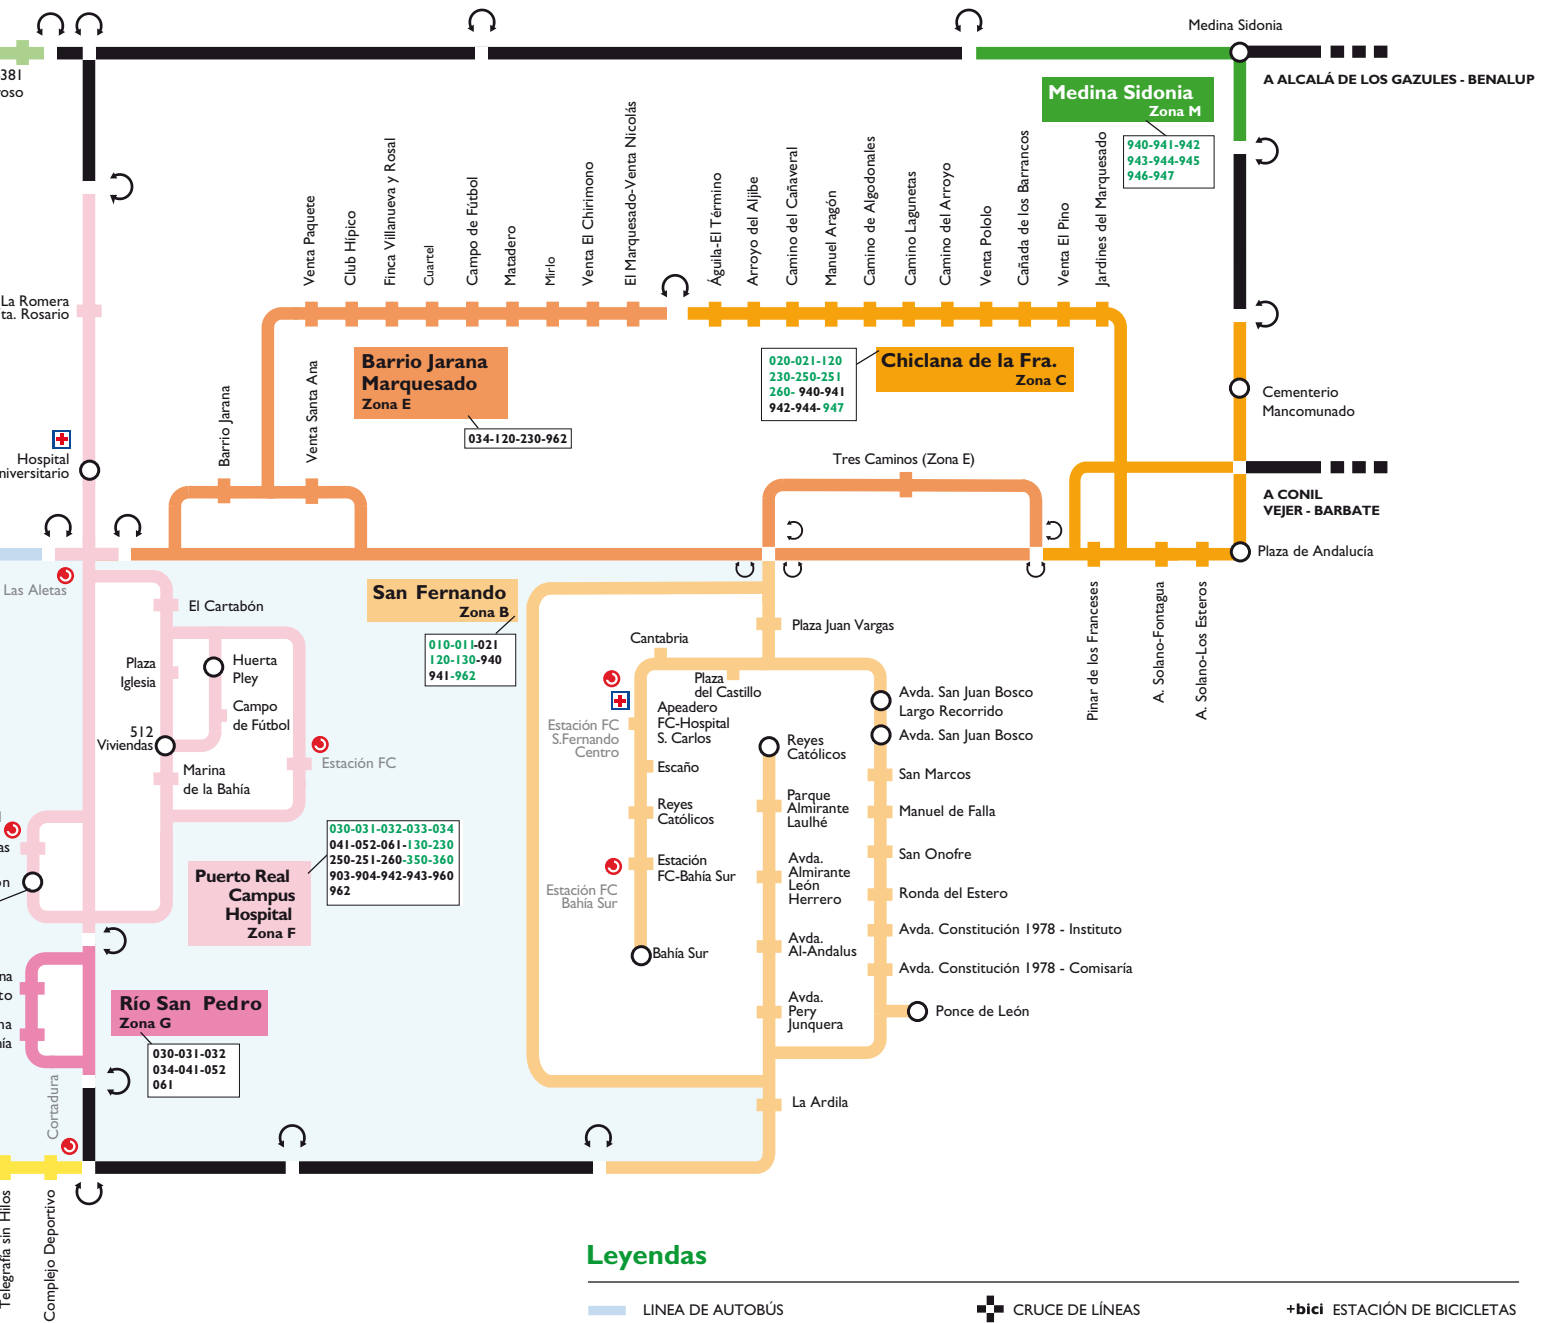 Medina Sidonia
381
A ALCALÁ DE LOS GAZULES - BENALUP
Medina Sidonia
Zona M
940-941-942
943-944-945
946-947
Venta Paquete
Club Hípico
Finca Villanueva y Rosal
Cuartel
Campo de Fútbol
Matadero
Mirlo
Venta El Chirimono
El Marquesado-Venta Nicolás
Águila-El Término
Arroyo del Aljibe
Camino del Cañaveral
Manuel Aragón
Camino de Algodonales
Camino Lagunetas
Camino del Arroyo
Venta Pololo
Cañada de los Barrancos
Venta El Pino
Jardines del Marquesado
La Romera
ta. Rosario
Barrio Jarana
Marquesado
Zona E
034-120-230-962
020-021-120
230-250-251
260- 940-941
942-944- 947
Chiclana de la Fra.
Zona C
Barrio Jarana
Venta Santa Ana
Cementerio
Mancomunado
Hospital
niversitario
Tres Caminos (Zona E)
A CONIL
VEJER - BARBATE
Plaza de Andalucía
Las Aletas
San Fernando
Zona B
010-011-021
120-130-940
941-962
El Cartabón
Plaza
Iglesia
Huerta
Pley
Campo
de Fútbol
512
Viviendas
Marina
de la Bahía
Estación FC
Plaza Juan Vargas
Cantabria
Plaza
del Castillo
Apeadero
FC-Hospital
S. Carlos
Estación FC
S.Fernando
Centro
Escaño
Reyes
Católicos
Estación
FC-Bahía Sur
Estación FC
Bahía Sur
Bahía Sur
Reyes
Católicos
Parque
Almirante
Laulhé
Avda.
Almirante
León
Herrero
Avda.
Al-Andalus
Avda.
Pery
Junquera
Avda. San Juan Bosco
Largo Recorrido
Avda. San Juan Bosco
San Marcos
Manuel de Falla
San Onofre
Ronda del Estero
Avda. Constitución 1978 - Instituto
Avda. Constitución 1978 - Comisaría
Ponce de León
La Ardila
Pinar de los Franceses
A. Solano-Fontagua
A. Solano-Los Esteros
030-031-032-033-034
041-052-061-130-230
250-251-260-350-360
903-904-942-943-960
962
Puerto Real
Campus
Hospital
Zona F
Río San Pedro
Zona G
030-031-032
034-041-052
061
Cortadura
Telegrafía sin Hilos
Complejo Deportivo
Leyendas
LINEA DE AUTOBÚS
CRUCE DE LÍNEAS
+bici ESTACIÓN DE BICICLETAS